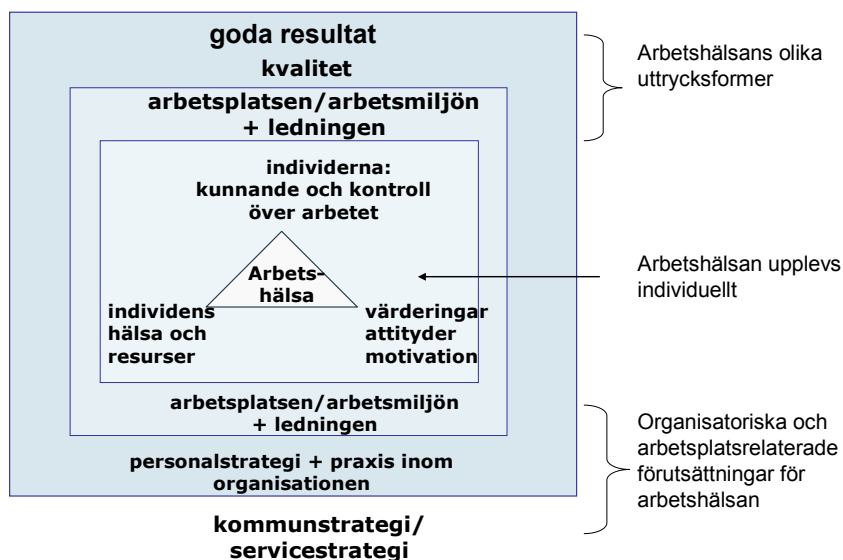 goda resultat
kvalitet
arbetsplatsen/arbetsmiljön
+ ledningen
individerna:
kunnande och kontroll
över arbetet
Arbets-
hälsa
individens
hälsa och
resurser
värderingar
attityder
motivation
arbetsplatsen/arbetsmiljön
+ ledningen
personalstrategi + praxis inom
organisationen
kommunstrategi/
servicestrategi
Arbetshälsans olika
uttrycksformer
Arbetshälsan upplevs
individuellt
Organisatoriska och
arbetsplatsrelaterade
förutsättningar för
arbetshälsan